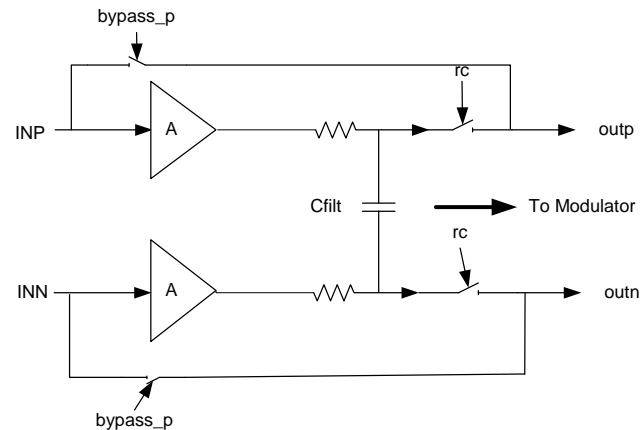 bypass_p
rc
INP
A
outp
Cfilt
To Modulator
rc
INN
A
outn
bypass_p